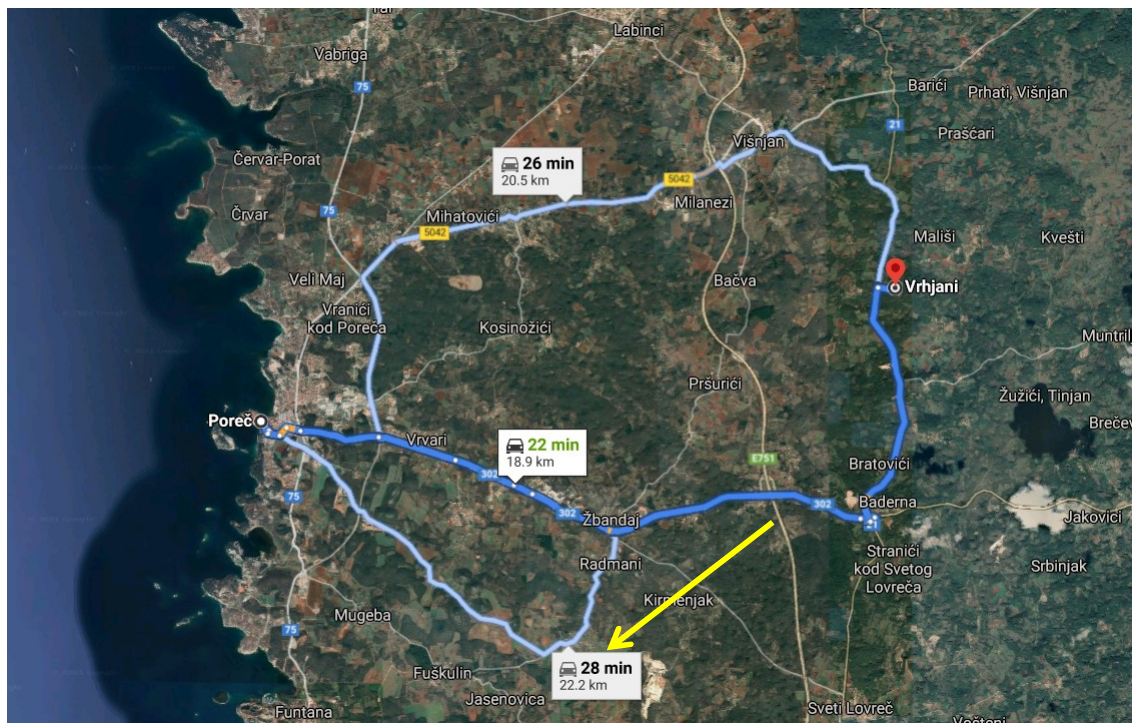 Labinci
Vabriga
75
Barići
Prhati, Višnjan
21
Prašćari
Višnjan
Červar-Porat
26 min
20.5 km
5042
Milanezi
Črvar
75
Mihatovići
5042
Mališi
Kvešti
Veli Maj
Bačva
Vrhjani
Vranići
kod Poreča
Kosinožići
Pršurići
Žužići, Tinjan
Poreč
Vrvari
22 min
18.9 km
E751
Bratovići
302
302
302
Baderna
Žbandaj
Jakovici
75
Radmani
Stranići
kod Svetog
Lovreča
Srbinjak
Kirmenjak
Mugeba
75
28 min
22.2 km
Fuškulin
Jasenovica
Funtana
Sveti Lovreč